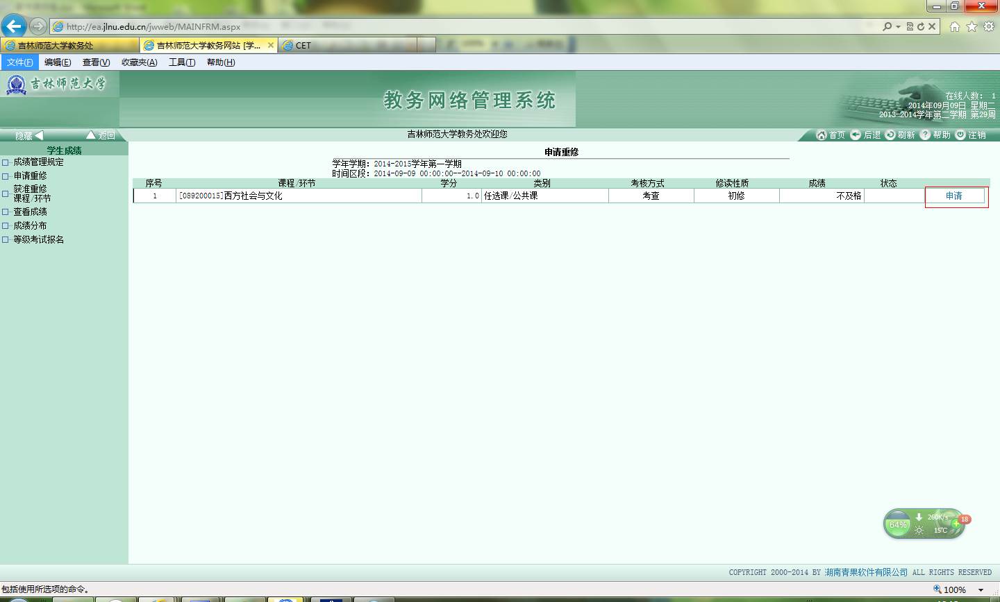 http://ea.jlnu.edu.cn/jwweb/MAINFRM.aspx
吉林师范大学教务处
吉林师范大学教务网站 [学...
CET
文件(F) 编辑(E) 查看(V) 收藏夹(A) 工具(T) 帮助(H)
吉林师范大学
教务网络管理系统
在线人数: 1
2014年09月09日 星期二
2013-2014学年第二学期 第29周
隐藏 返回
吉林师范大学教务处欢迎您
首页 后退 刷新 帮助 注销
学生成绩
成绩管理规定
申请重修
获准重修
课程/环节
查看成绩
成绩分布
等级考试报名
申请重修
学年学期：2014-2015学年第一学期
时间区段：2014-09-09 00:00:00--2014-09-10 00:00:00
序号 课程/环节 学分 类别 考核方式 修读性质 成绩 状态
1 [089200015]西方社会与文化 1.0 任选课/公共课 考查 初修 不及格 申请
64% 260K/s 18
15℃
COPYRIGHT 2000-2014 BY 湖南青果软件有限公司 ALL RIGHTS RESERVED
包括使用所选项的命令。
100%